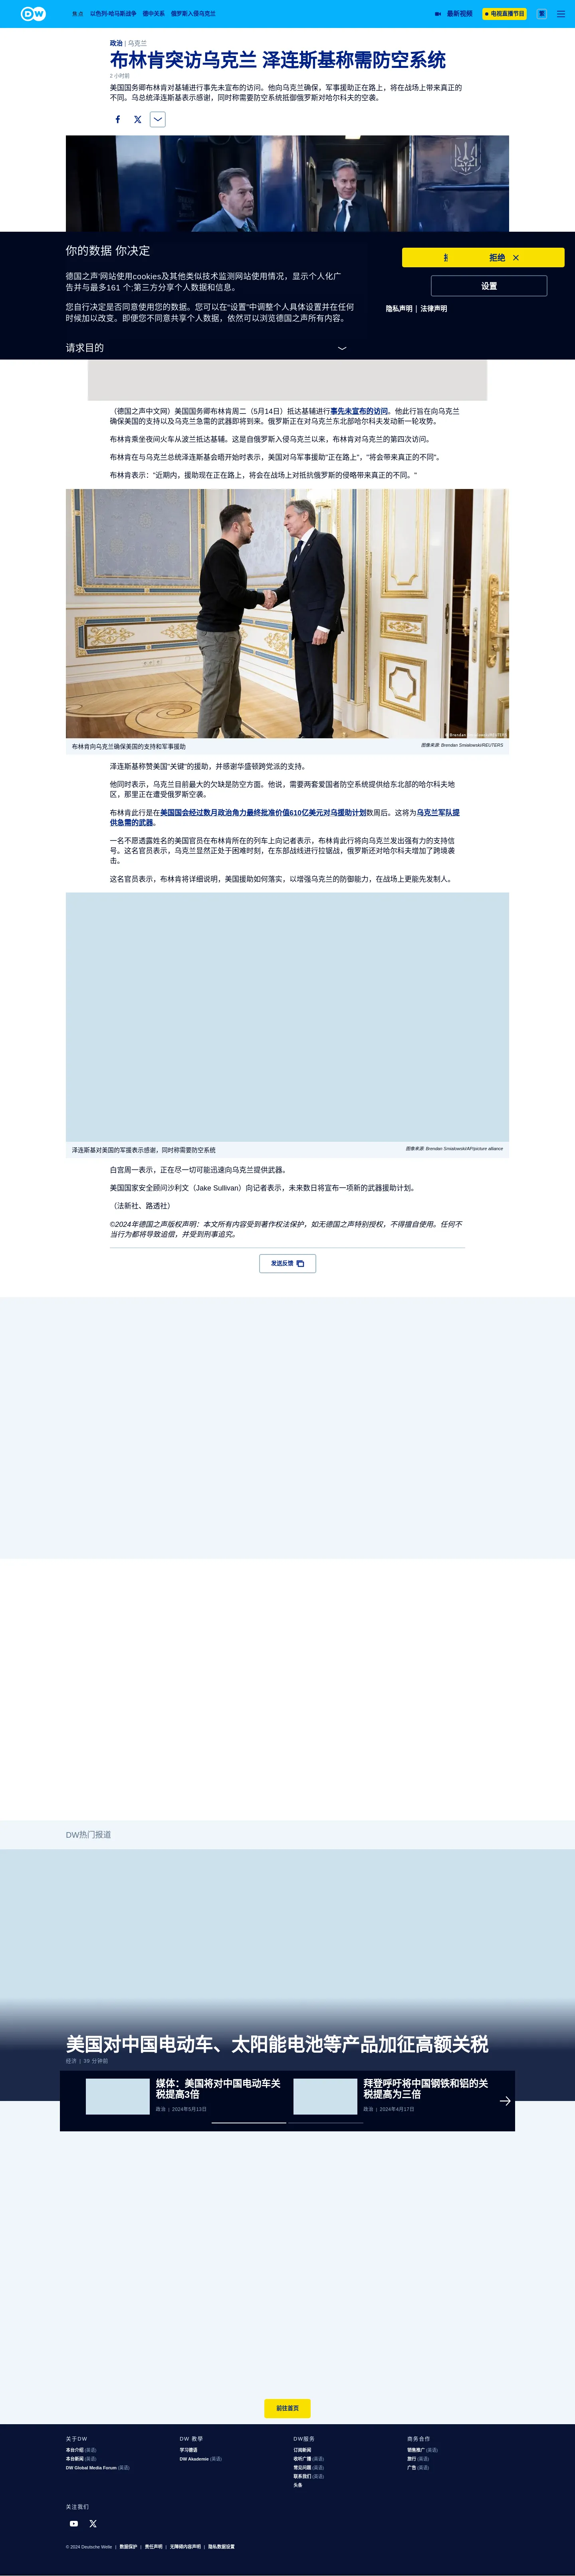 DW
热点 以色列-哈马斯战争 德中关系 俄罗斯入侵乌克兰 最新视频 电视直播节目 繁
政治 | 乌克兰
布林肯突访乌克兰 泽连斯基称需防空系统
2 小时前
美国国务卿布林肯对基辅进行事先未宣布的访问。他向乌克兰确保，军事援助正在路上，将在战场上带来真正的
不同。乌总统泽连斯基表示感谢，同时称需要防空系统抵御俄罗斯对哈尔科夫的空袭。
你的数据 你决定
德国之声'网站使用cookies及其他类似技术监测网站使用情况，显示个人化广
告并与最多161 个;第三方分享个人数据和信息。
您自行决定是否同意使用您的数据。您可以在"设置"中调整个人具体设置并在任何
时候加以改变。即便您不同意共享个人数据，依然可以浏览德国之声所有内容。
请求目的
拒绝
设置
隐私声明 | 法律声明
（德国之声中文网）美国国务卿布林肯周二（5月14日）抵达基辅进行事先未宣布的访问。他此行旨在向乌克兰
确保美国的支持以及乌克兰急需的武器即将到来。俄罗斯正在对乌克兰东北部哈尔科夫发动新一轮攻势。
布林肯乘坐夜间火车从波兰抵达基辅。这是自俄罗斯入侵乌克兰以来，布林肯对乌克兰的第四次访问。
布林肯在与乌克兰总统泽连斯基会晤开始时表示，美国对乌军事援助"正在路上"，"将会带来真正的不同"。
布林肯表示："近期内，援助现在正在路上，将会在战场上对抵抗俄罗斯的侵略带来真正的不同。"
布林肯向乌克兰确保美国的支持和军事援助
图像来源: Brendan Smialowski/REUTERS
泽连斯基称赞美国"关键"的援助，并感谢华盛顿跨党派的支持。
他同时表示，乌克兰目前最大的欠缺是防空方面。他说，需要两套爱国者防空系统提供给东北部的哈尔科夫地
区，那里正在遭受俄罗斯空袭。
布林肯此行是在美国国会经过数月政治角力最终批准价值610亿美元对乌援助计划数周后。这将为乌克兰军队提
供急需的武器。
一名不愿透露姓名的美国官员在布林肯所在的列车上向记者表示，布林肯此行将向乌克兰发出强有力的支持信
号。这名官员表示，乌克兰显然正处于困难时刻，在东部战线进行拉锯战，俄罗斯还对哈尔科夫增加了跨境袭
击。
这名官员表示，布林肯将详细说明，美国援助如何落实，以增强乌克兰的防御能力，在战场上更能先发制人。
泽连斯基对美国的军援表示感谢，同时称需要防空系统
图像来源: Brendan Smialowski/AP/picture alliance
白宫周一表示，正在尽一切可能迅速向乌克兰提供武器。
美国国家安全顾问沙利文（Jake Sullivan）向记者表示，未来数日将宣布一项新的武器援助计划。
（法新社、路透社）
©2024年德国之声版权声明：本文所有内容受到著作权法保护，如无德国之声特别授权，不得擅自使用。任何不
当行为都将导致追偿，并受到刑事追究。
发送反馈
DW热门报道
美国对中国电动车、太阳能电池等产品加征高额关税
经济 | 39 分钟前
媒体：美国将对中国电动车关
税提高3倍
政治 | 2024年5月13日
拜登呼吁将中国钢铁和铝的关
税提高为三倍
政治 | 2024年4月17日
前往首页
关于DW
本台介绍 (英语)
本台新闻 (英语)
DW Global Media Forum (英语)
DW 教學
学习德语
DW Akademie (英语)
DW服务
订阅新闻
收听广播 (英语)
常见问题 (英语)
联系我们 (英语)
头条
商务合作
销售推广 (英语)
旅行 (英语)
广告 (英语)
关注我们
© 2024 Deutsche Welle | 数据保护 | 责任声明 | 无障碍内容声明 | 隐私数据设置